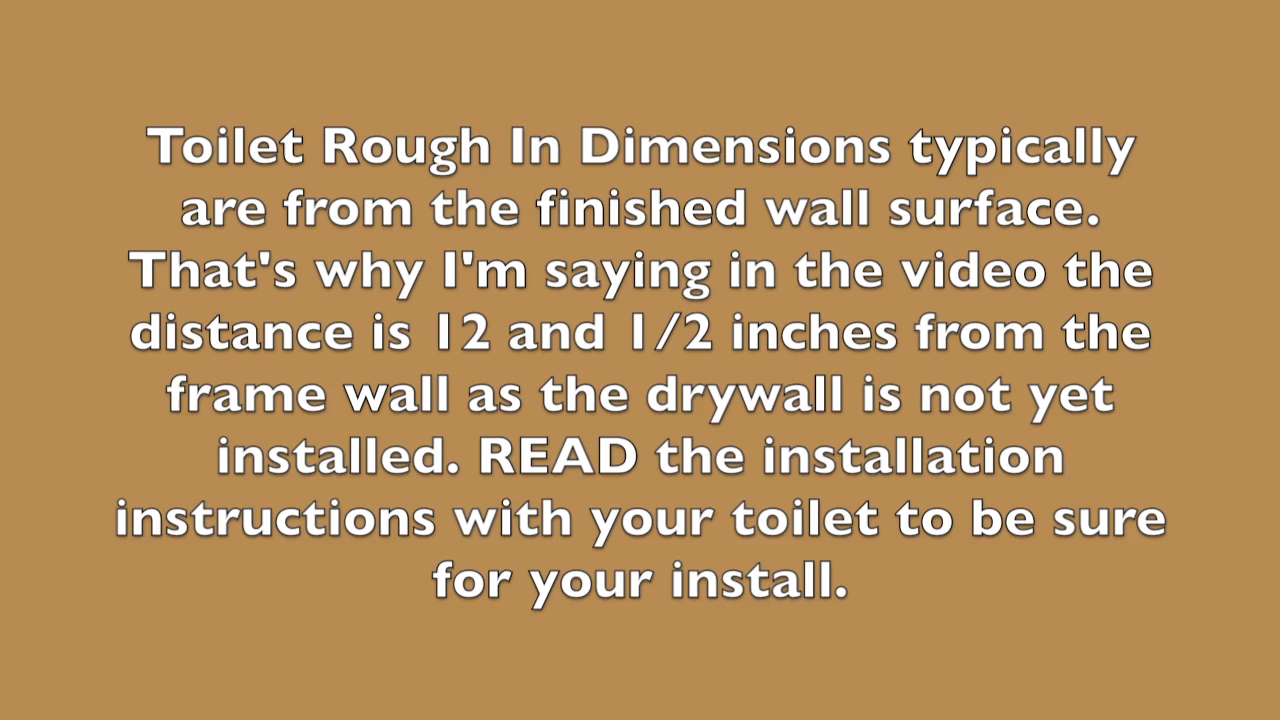 Toilet Rough In Dimensions typically
are from the finished wall surface.
That's why I'm saying in the video the
distance is 12 and 1/2 inches from the
frame wall as the drywall is not yet
installed. READ the installation
instructions with your toilet to be sure
for your install.